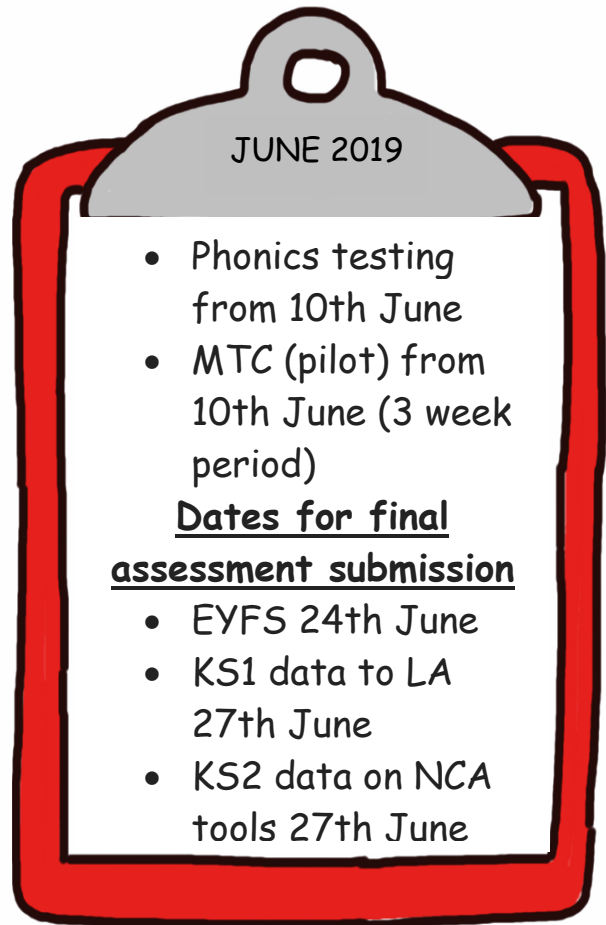 JUNE 2019
• Phonics testing
from 10th June
• MTC (pilot) from
10th June (3 week
period)
Dates for final
assessment submission
• EYFS 24th June
• KS1 data to LA
27th June
• KS2 data on NCA
tools 27th June